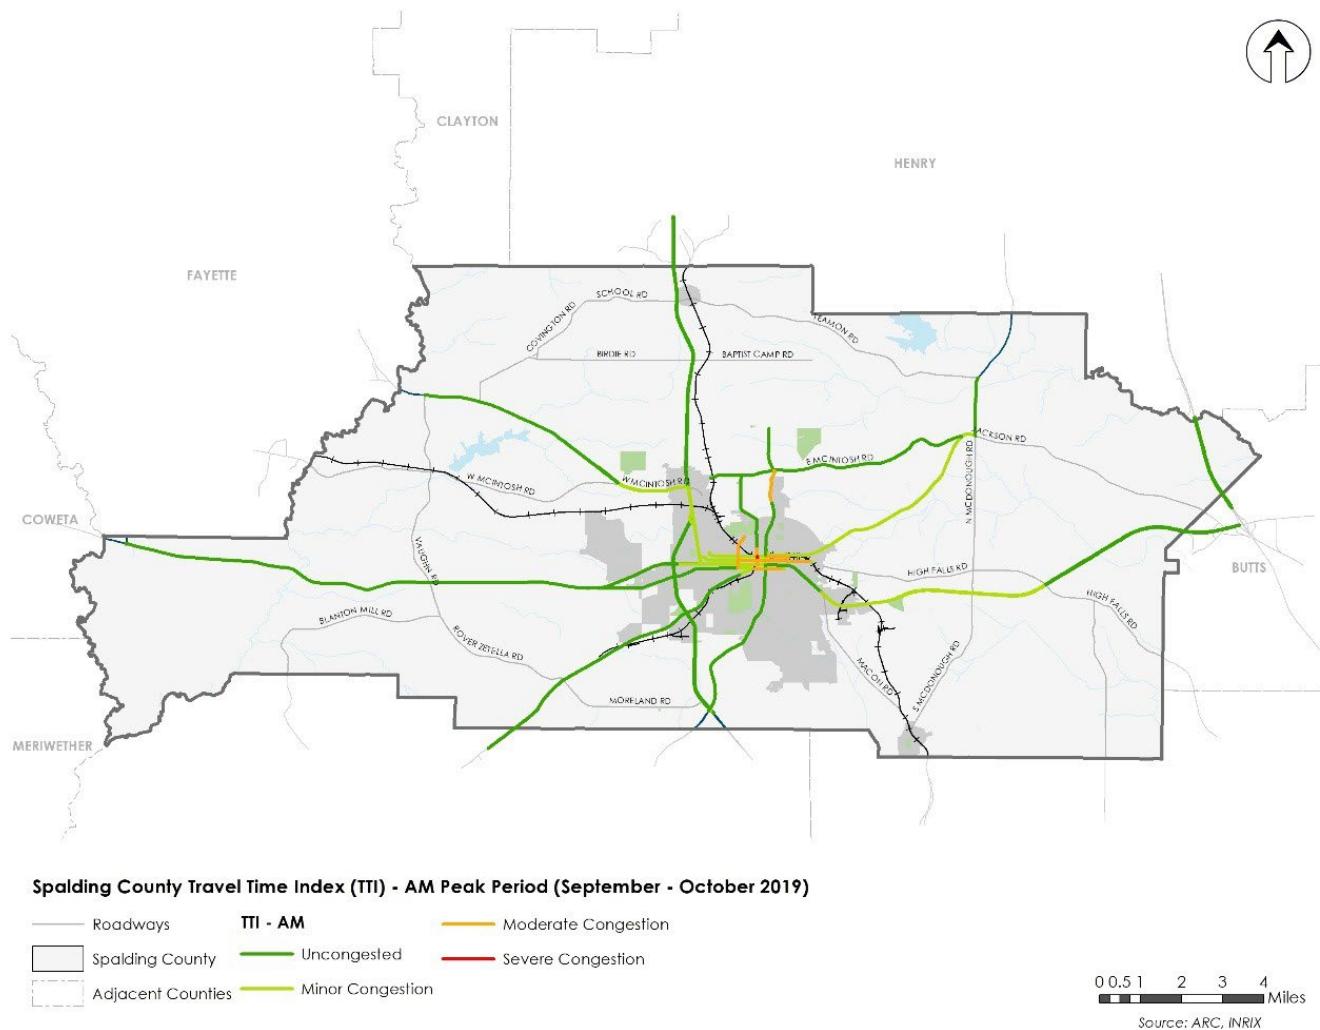 CLAYTON
HENRY
FAYETTE
SCHOOL RD
COVINGTON RD
TEAMON RD
BIRDIE RD
BAPTIST CAMP RD
JACKSON RD
E MCINTOSH RD
W MCINTOSH RD
W MCINTOSH RD
N MCDONOUGH RD
COWETA
VAUGHN RD
HIGH FALLS RD
BUTTS
HIGH FALLS RD
BLANTON MILL RD
ROVER ZETELLA RD
MACON RD
S MCDONOUGH RD
MORELAND RD
MERIWETHER
Spalding County Travel Time Index (TTI) - AM Peak Period (September - October 2019)
Roadways
Spalding County
Adjacent Counties
TTI - AM
Uncongested
Minor Congestion
Moderate Congestion
Severe Congestion
0 0.5 1 2 3 4
Miles
Source: ARC, INRIX